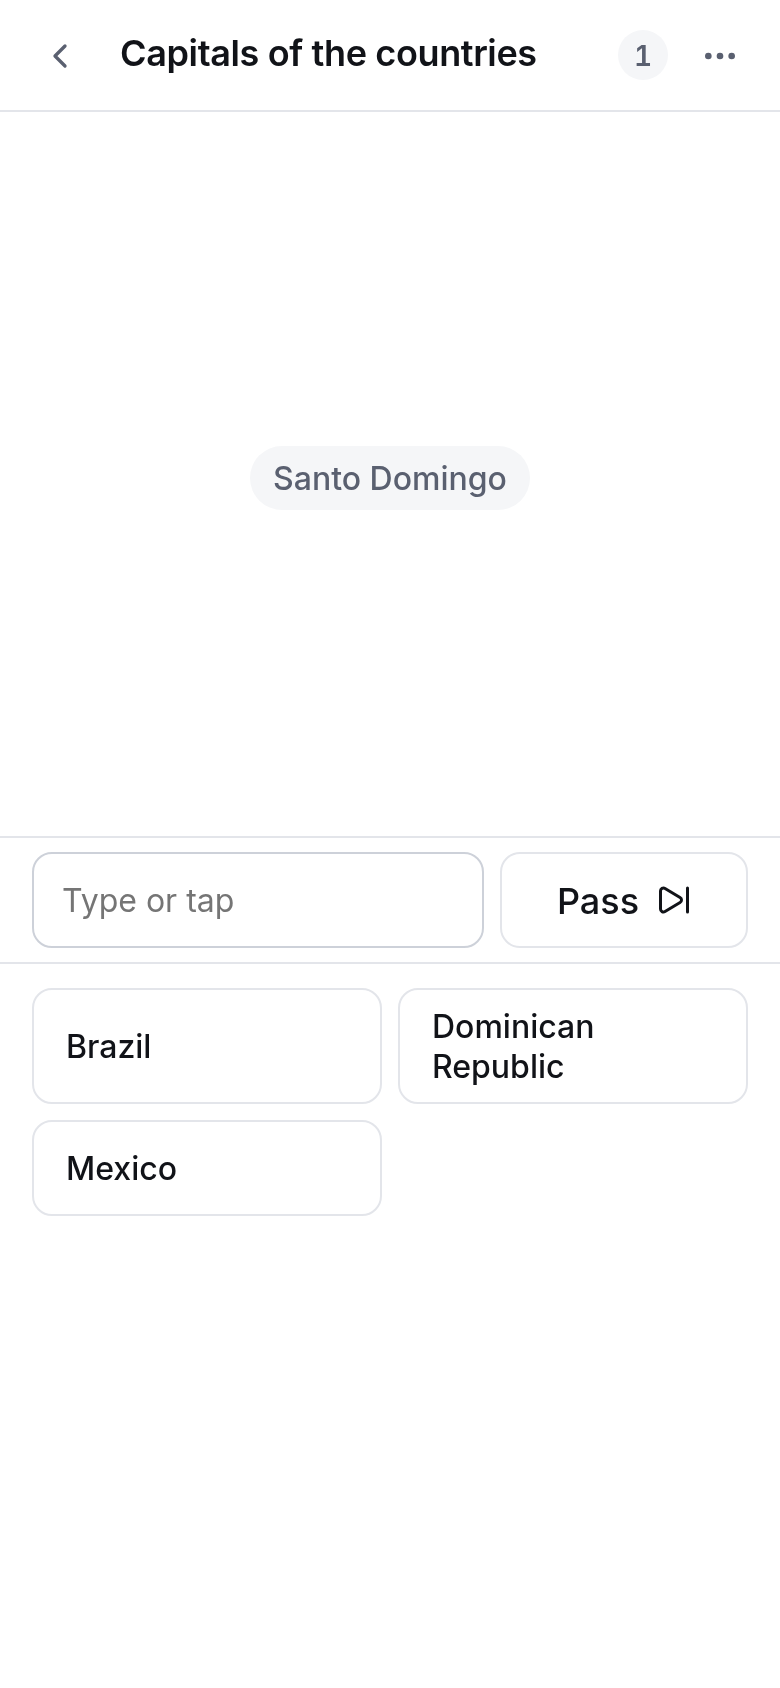 Capitals of the countries
1
Santo Domingo
Type or tap
Pass
Brazil
Dominican
Republic
Mexico